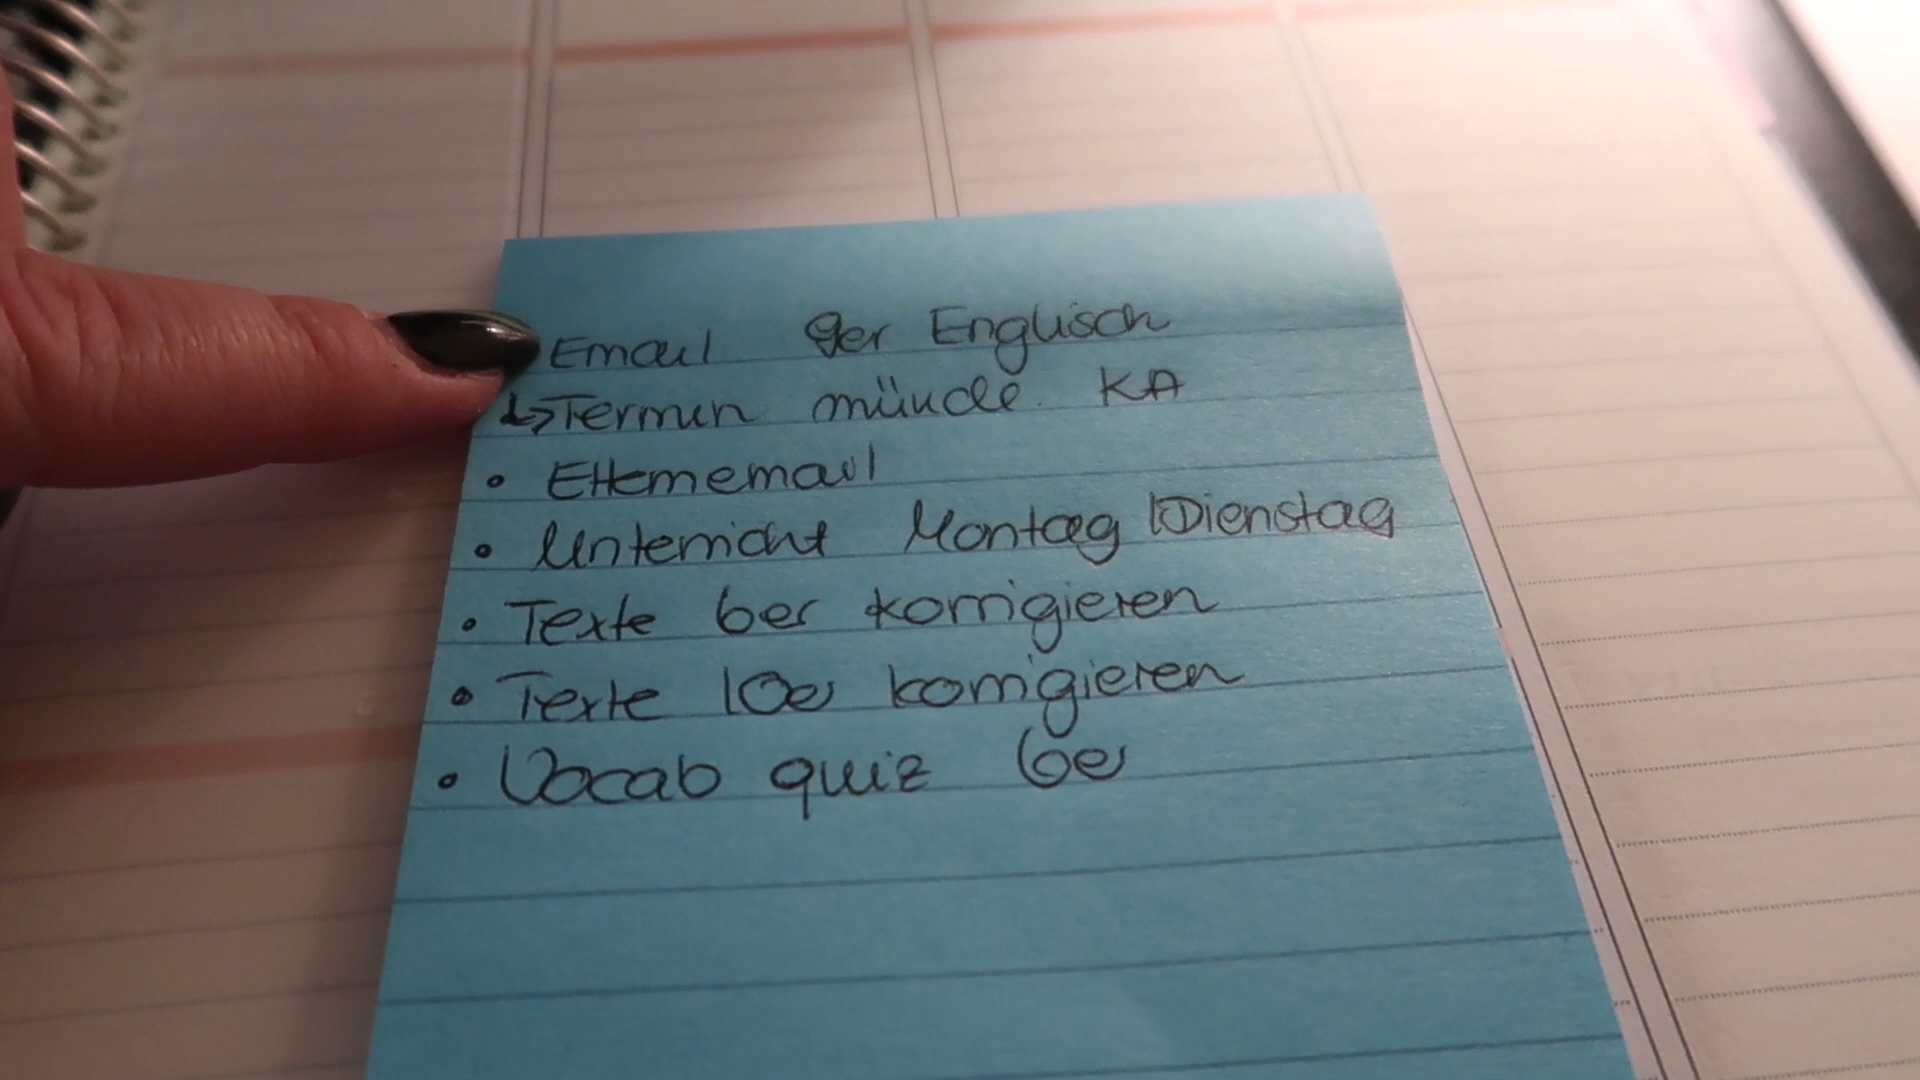 Email 9er Englisch
↳ Termin mündl. KA
• Elternemail
• Unterricht Montag | Dienstag
• Texte 6er korrigieren
• Texte 10er korrigieren
• Vocab quiz 6er